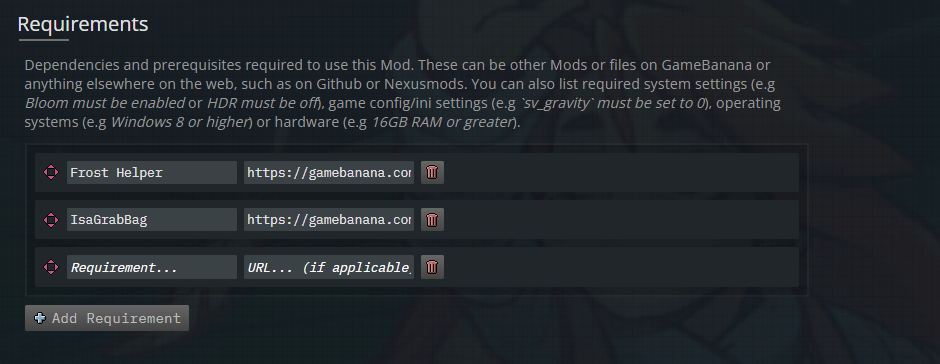 Requirements
Dependencies and prerequisites required to use this Mod. These can be other Mods or files on GameBanana or
anything elsewhere on the web, such as on Github or Nexusmods. You can also list required system settings (e.g
Bloom must be enabled or HDR must be off), game config/ini settings (e.g `sv_gravity` must be set to 0), operating
systems (e.g Windows 8 or higher) or hardware (e.g 16GB RAM or greater).
Frost Helper https://gamebanana.con
IsaGrabBag https://gamebanana.con
Requirement... URL... (if applicable
Add Requirement